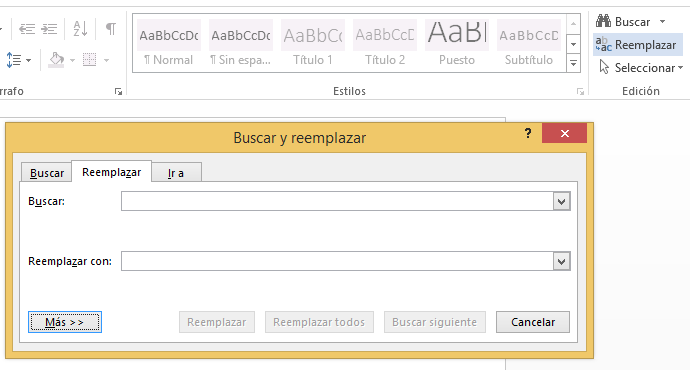 AaBbCcDc AaBbCcDc AaBbCc AaBbCcD AaBl AaBbCcD
¶ Normal ¶ Sin espa... Título 1 Título 2 Puesto Subtítulo
Buscar
Reemplazar
Seleccionar
rrafo Estilos Edición
Buscar y reemplazar ?
Buscar Reemplazar Ir a
Buscar:
Reemplazar con:
Más >> Reemplazar Reemplazar todos Buscar siguiente Cancelar